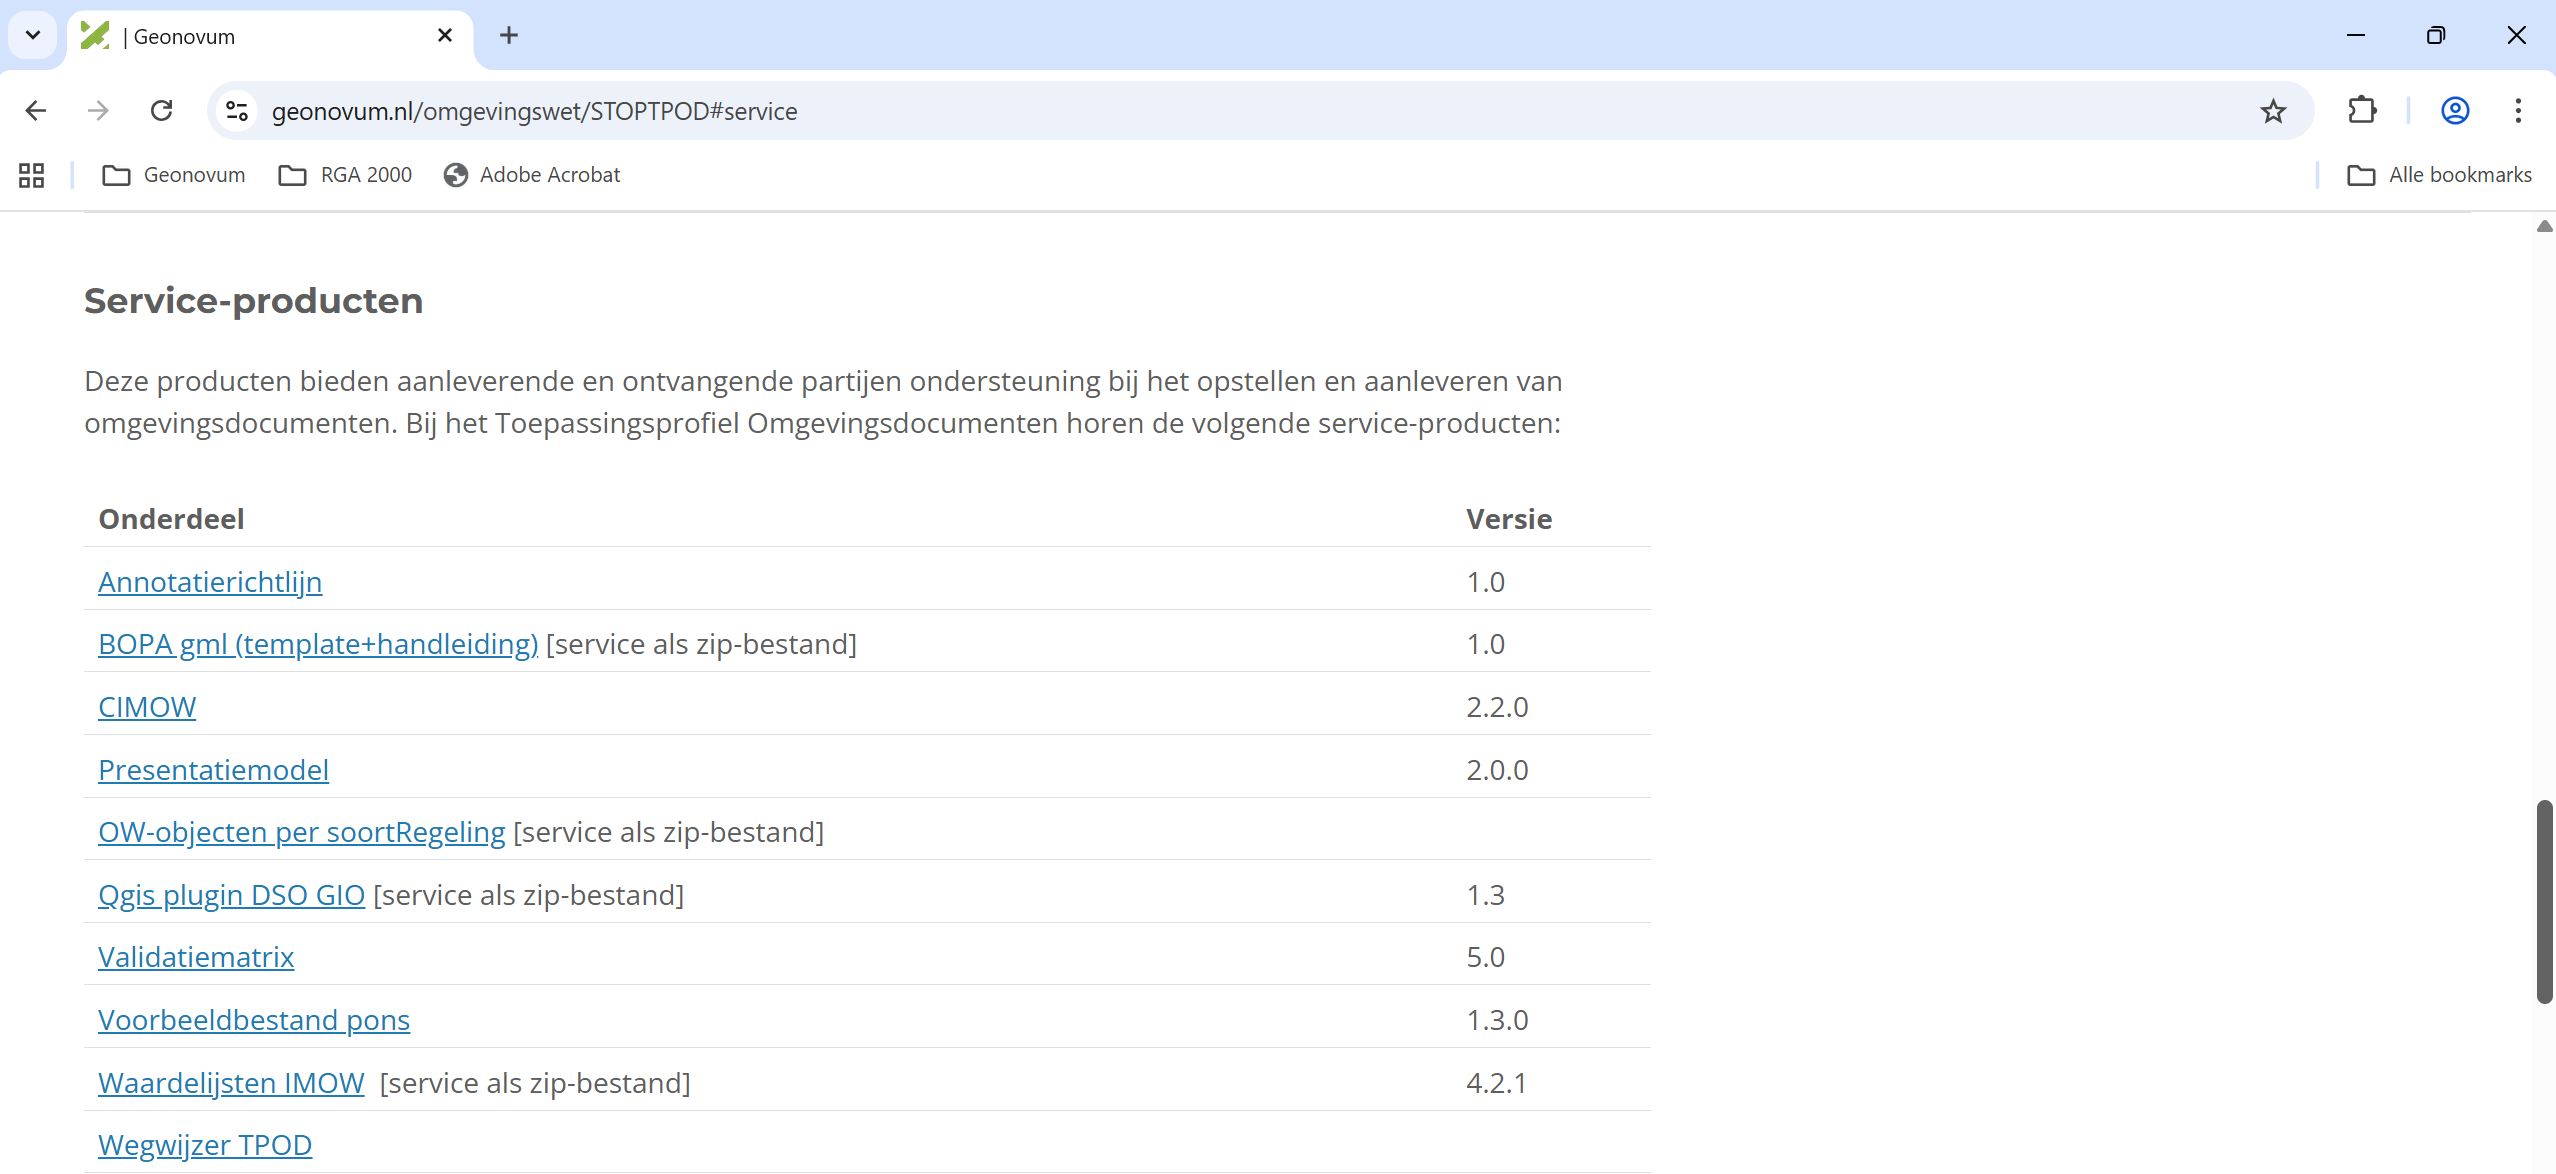 | Geonovum
geonovum.nl/omgevingswet/STOPTPOD#service
Geonovum RGA 2000 Adobe Acrobat Alle bookmarks
Service-producten
Deze producten bieden aanleverende en ontvangende partijen ondersteuning bij het opstellen en aanleveren van
omgevingsdocumenten. Bij het Toepassingsprofiel Omgevingsdocumenten horen de volgende service-producten:
Onderdeel Versie
Annotatierichtlijn 1.0
BOPA gml (template+handleiding) [service als zip-bestand] 1.0
CIMOW 2.2.0
Presentatiemodel 2.0.0
OW-objecten per soortRegeling [service als zip-bestand]
Qgis plugin DSO GIO [service als zip-bestand] 1.3
Validatiematrix 5.0
Voorbeeldbestand pons 1.3.0
Waardelijsten IMOW [service als zip-bestand] 4.2.1
Wegwijzer TPOD